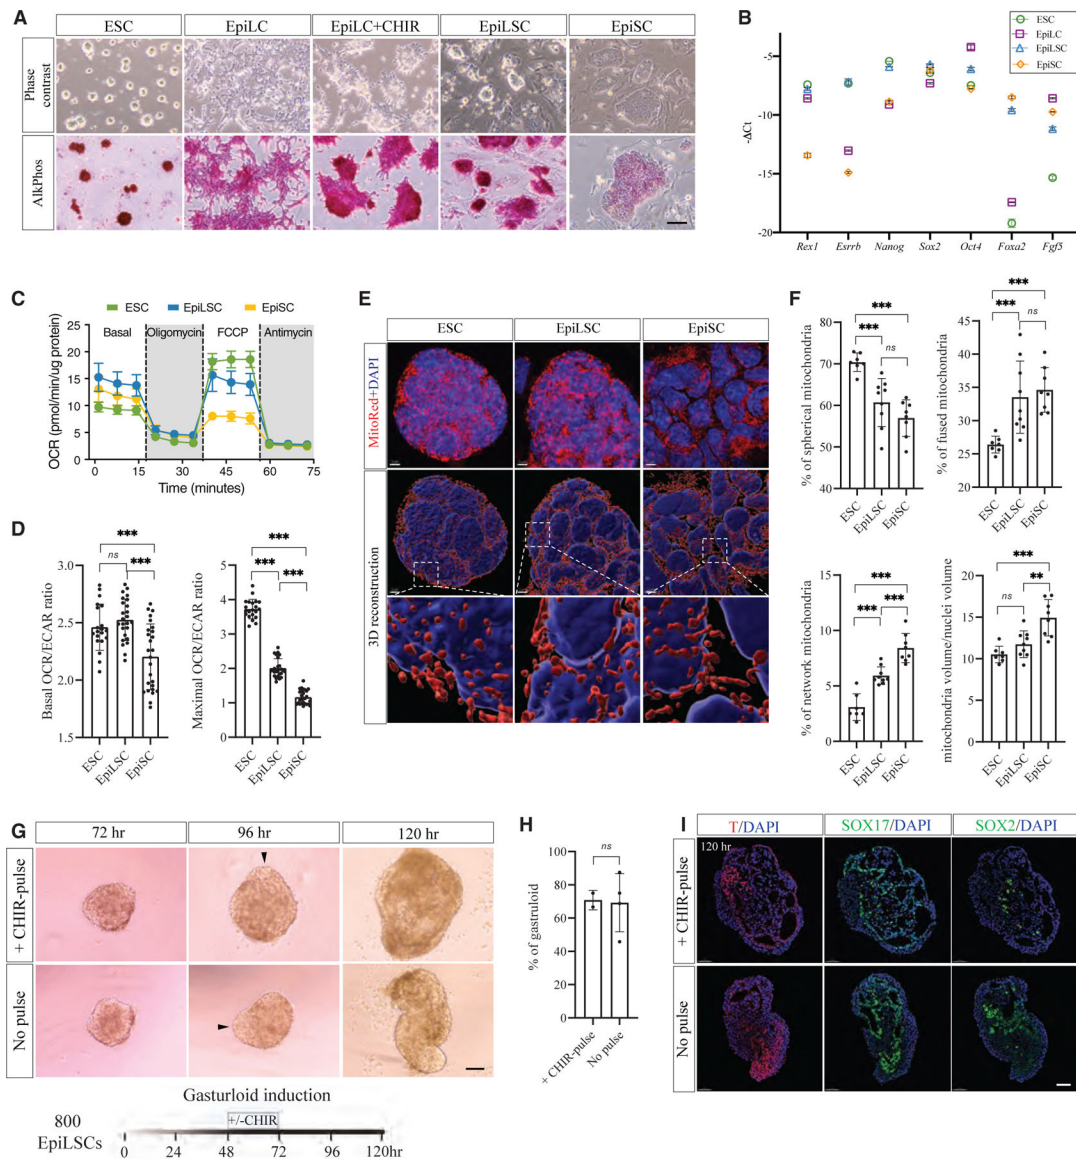 A
ESC
EpiLC
EpiLC+CHIR
EpiLSC
EpiSC
Phase contrast
AlkPhos
B
ESC
EpiLC
EpiLSC
EpiSC
-ΔCt
-5
-10
-15
-20
Rex1 Esrrb Nanog Sox2 Oct4 Foxa2 Fgf5
C
ESC EpiLSC EpiSC
Basal Oligomycin FCCP Antimycin
OCR (pmol/min/ug protein)
25
20
15
10
5
0
0 15 30 45 60 75
Time (minutes)
D
***
ns ***
Basal OCR/ECAR ratio
3.0
2.5
2.0
1.5
ESC EpiLSC EpiSC
***
***
***
Maximal OCR/ECAR ratio
5
4
3
2
1
0
ESC EpiLSC EpiSC
E
ESC EpiLSC EpiSC
MitoRed+DAPI
3D reconstruction
F
***
***
ns
% of spherical mitochondria
80
70
60
50
40
ESC EpiLSC EpiSC
***
***
ns
% of fused mitochondria
45
40
35
30
25
ESC EpiLSC EpiSC
***
***
***
% of network mitochondria
15
10
5
0
ESC EpiLSC EpiSC
***
**
ns
mitochondria volume/nuclei volume
20
15
10
5
0
ESC EpiLSC EpiSC
G
72 hr 96 hr 120 hr
+ CHIR-pulse
No pulse
Gasturloid induction
800
EpiLSCs
+/-CHIR
0 24 48 72 96 120hr
H
ns
% of gastruloid
100
80
60
40
20
0
+ CHIR-pulse
No pulse
I
T/DAPI SOX17/DAPI SOX2/DAPI
120 hr
+ CHIR-pulse
No pulse